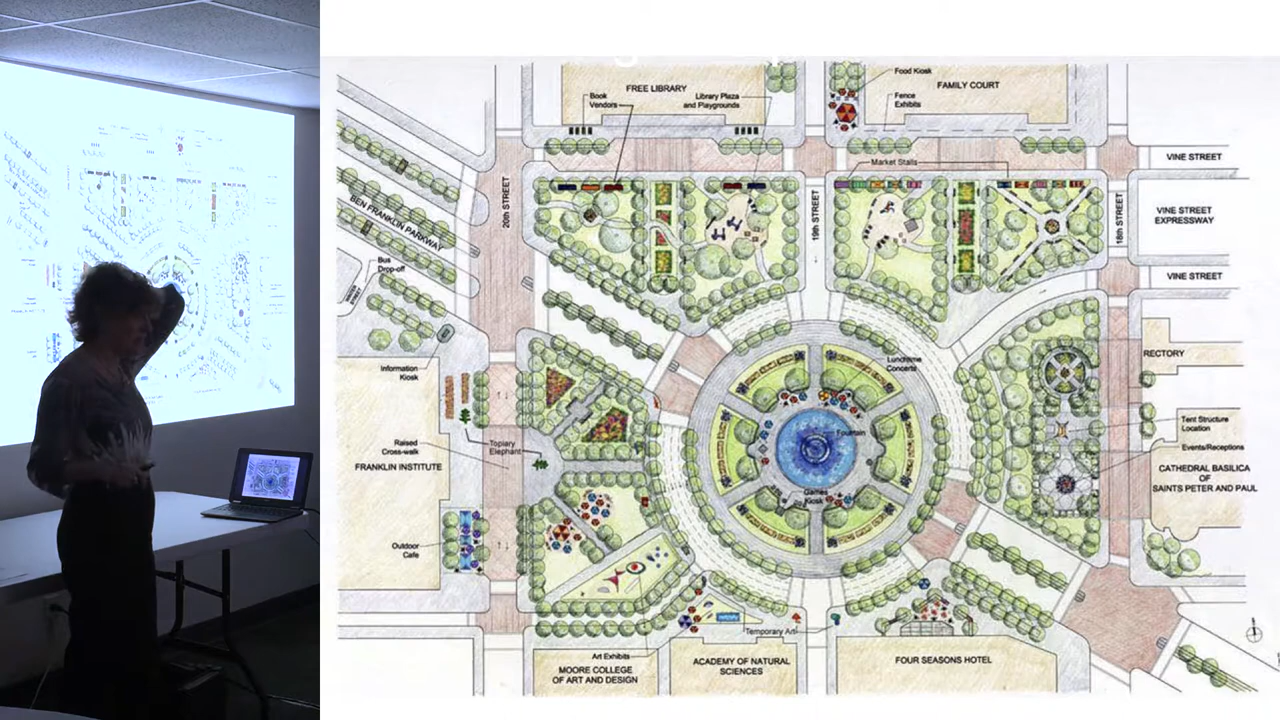 FREE LIBRARY
Book
Vendors
Library Plaza
and Playgrounds
Food Kiosk
Fence
Exhibits
FAMILY COURT
Market Stalls
VINE STREET
VINE STREET
EXPRESSWAY
VINE STREET
20th STREET
19th STREET
18th STREET
BEN FRANKLIN PARKWAY
Bus
Drop-off
Information
Kiosk
Raised
Cross-walk
FRANKLIN INSTITUTE
Topiary
Elephant
Outdoor
Cafe
Lunchtime
Concerts
Fountain
Games
Kiosk
RECTORY
Tent Structure
Location
Events/Receptions
CATHEDRAL BASILICA
OF
SAINTS PETER AND PAUL
Temporary Art
Art Exhibits
MOORE COLLEGE
OF ART AND DESIGN
ACADEMY OF NATURAL
SCIENCES
FOUR SEASONS HOTEL